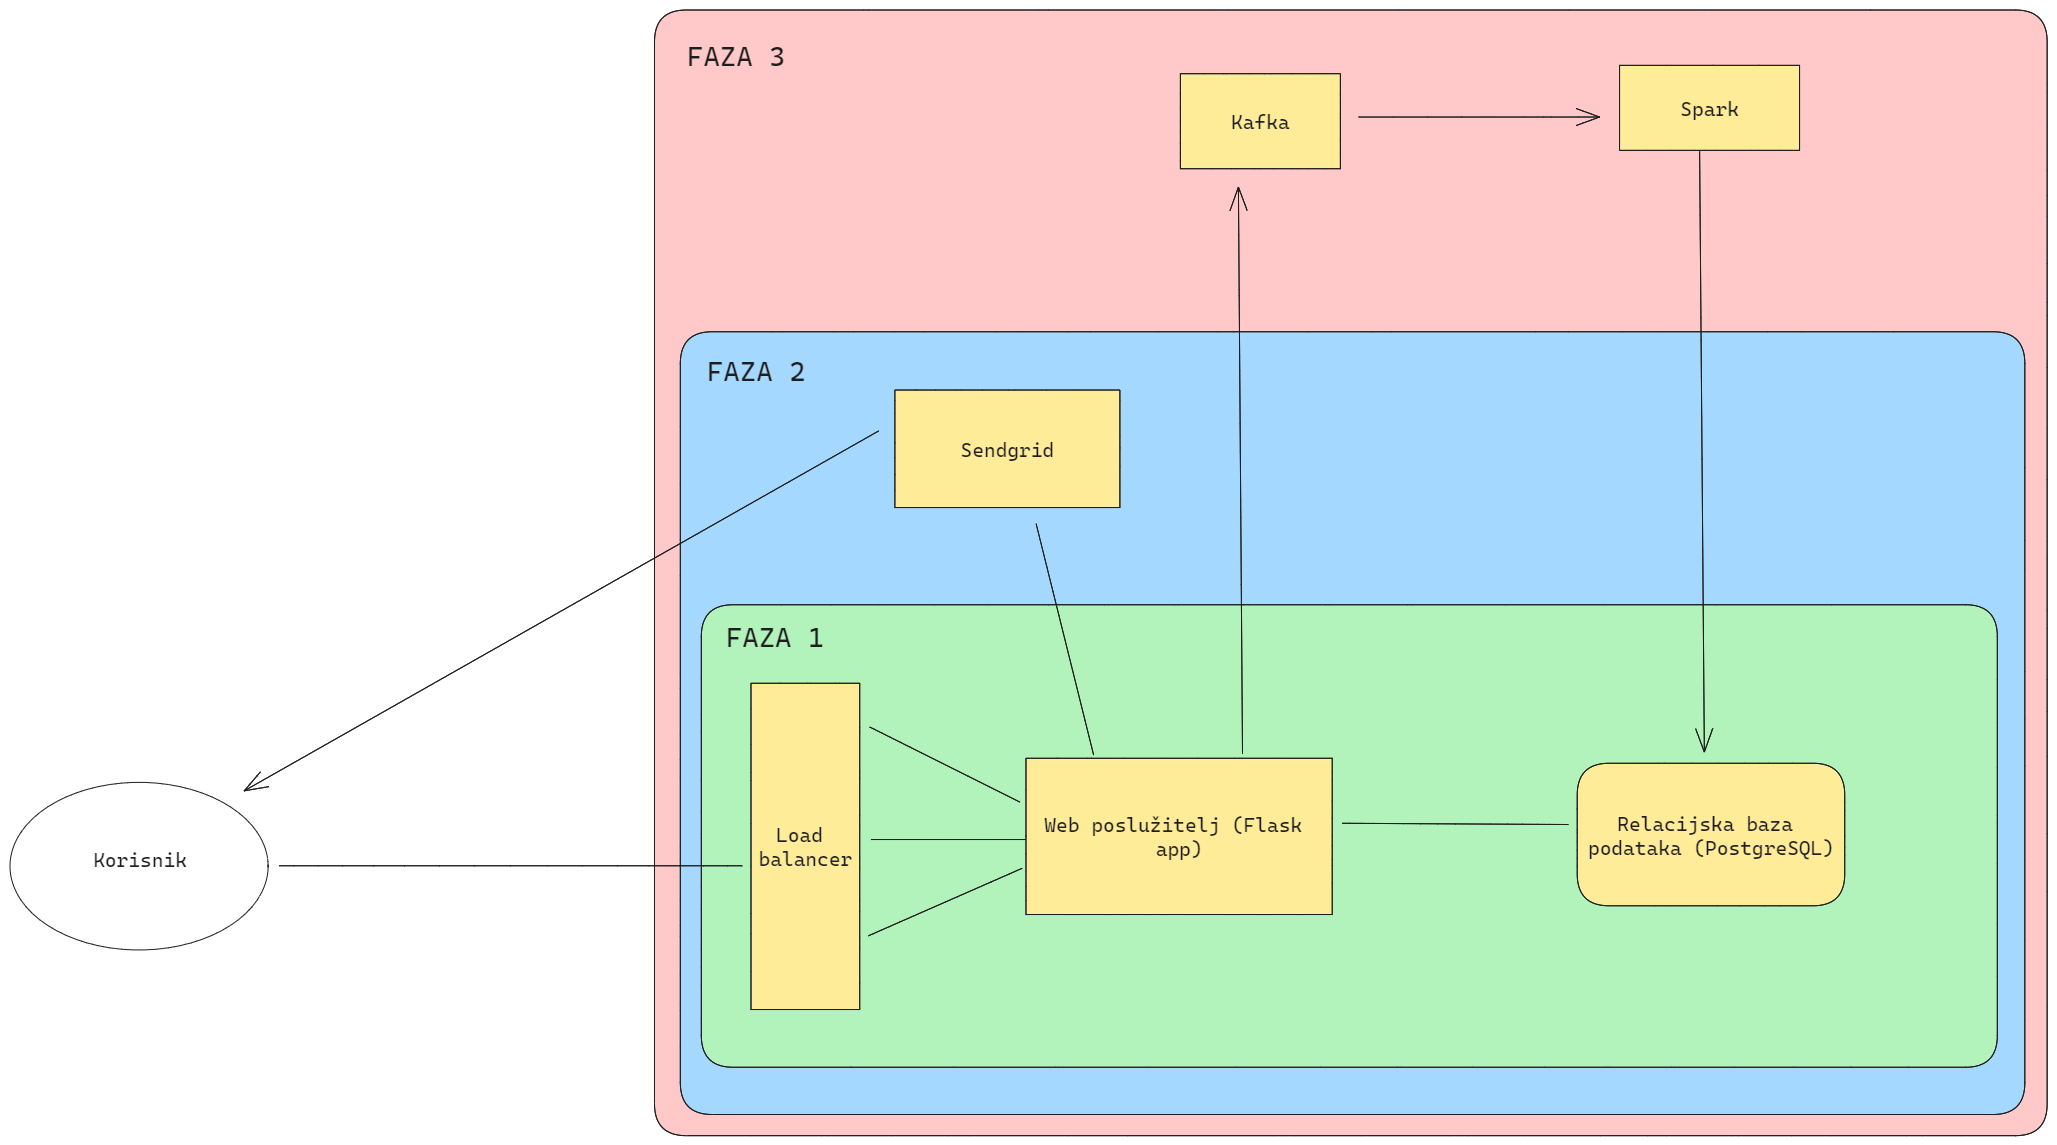 FAZA 3
Kafka
Spark
FAZA 2
Sendgrid
FAZA 1
Load
balancer
Web poslužitelj (Flask
app)
Relacijska baza
podataka (PostgreSQL)
Korisnik